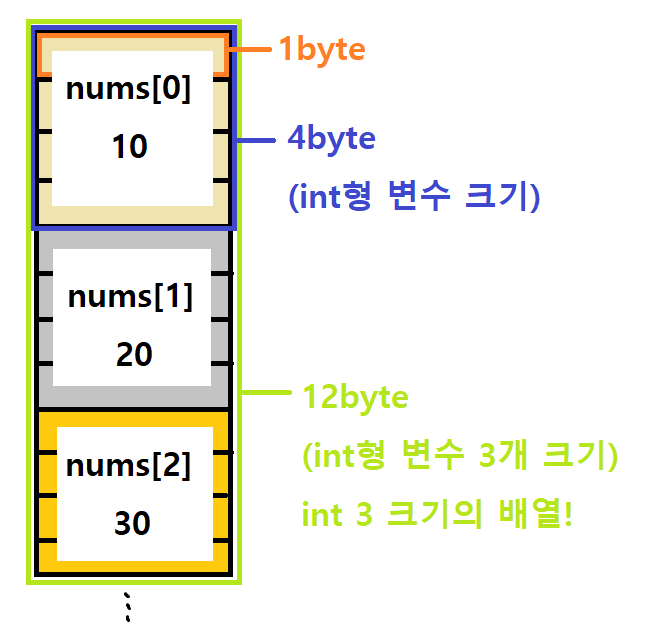 1byte
nums[0]
10
4byte
(int형 변수 크기)
nums[1]
20
12byte
(int형 변수 3개 크기)
int 3 크기의 배열!
nums[2]
30